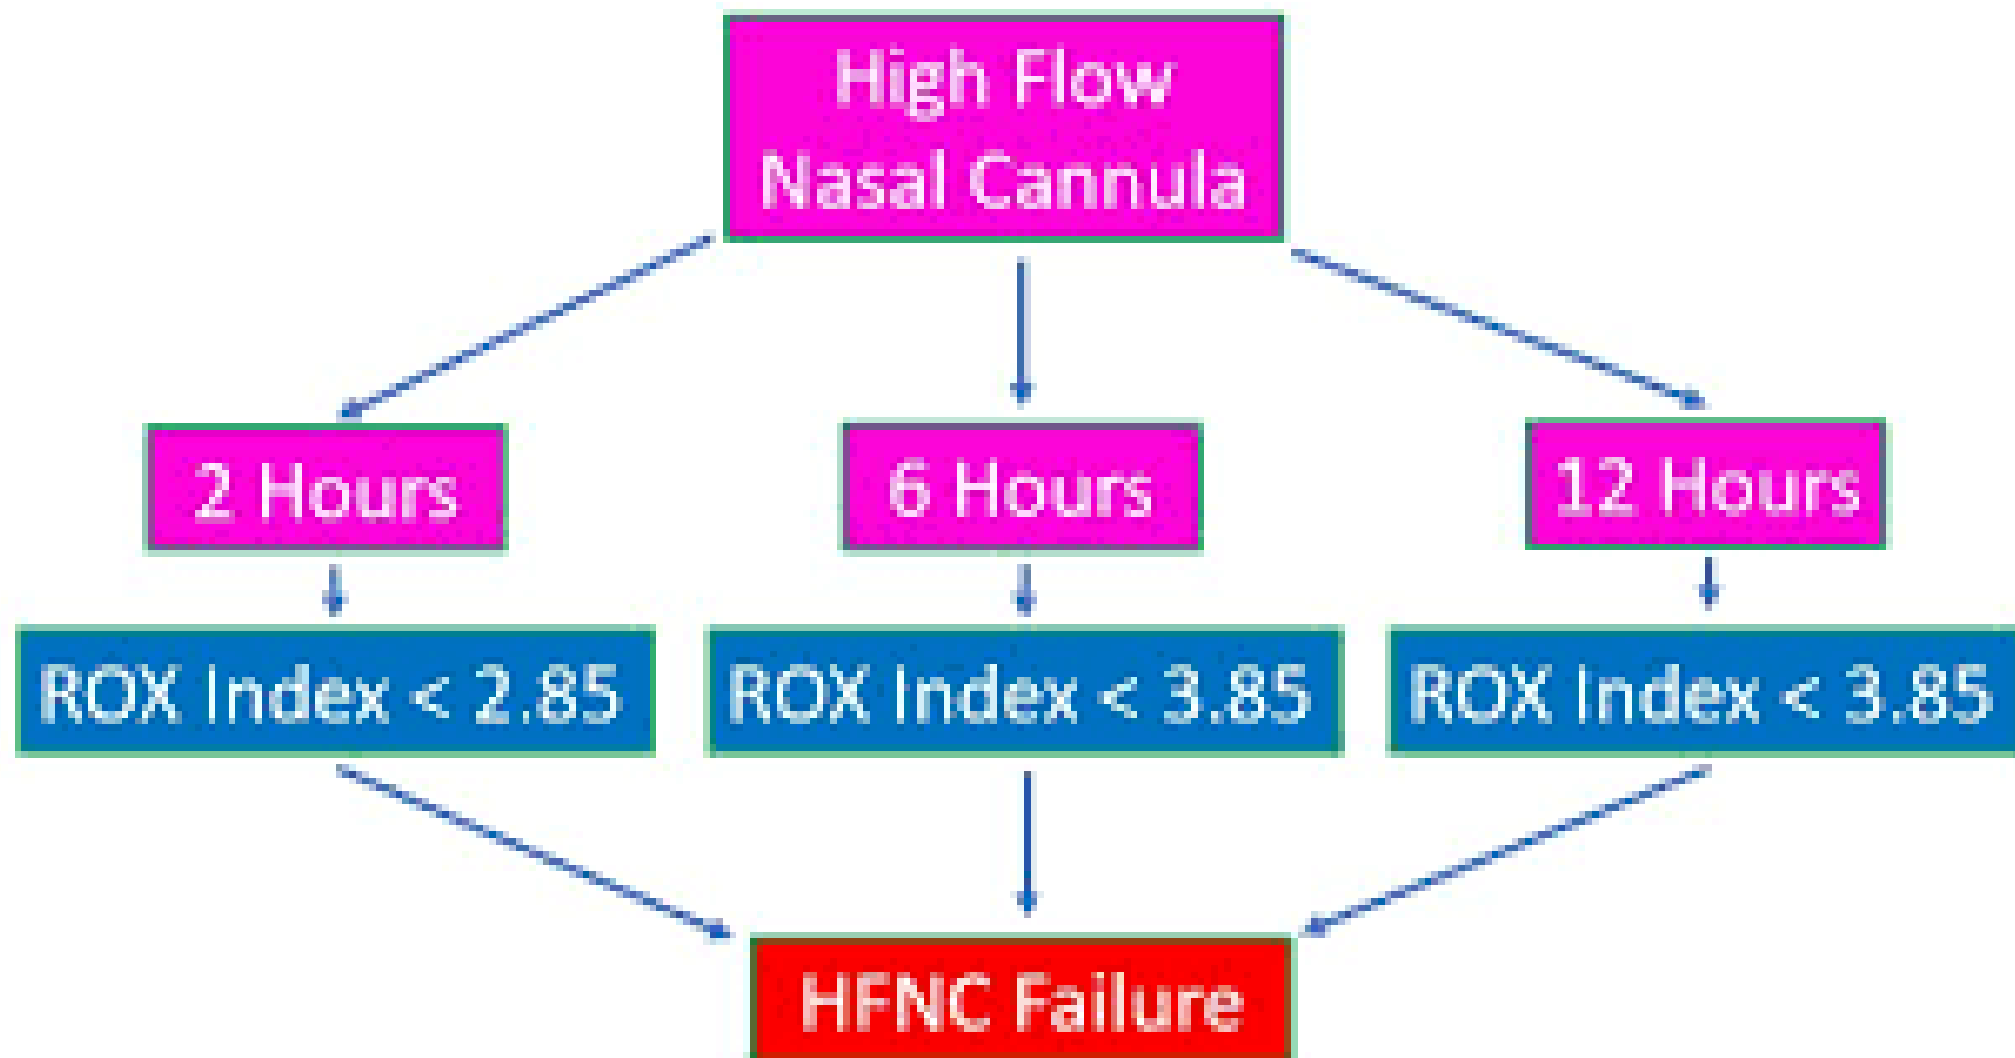 High Flow
Nasal Cannula
2 Hours
6 Hours
12 Hours
ROX Index < 2.85
ROX Index < 3.85
ROX Index < 3.85
HFNC Failure